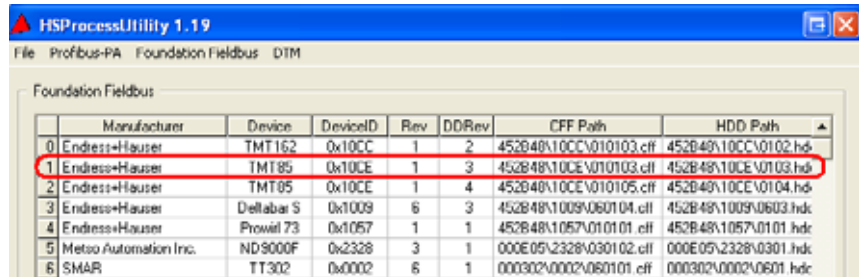 HSProcessUtility 1.19
File Profibus-PA Foundation Fieldbus DTM
Foundation Fieldbus
Manufacturer Device DeviceID Rev DDRev CFF Path HDD Path
0 Endress+Hauser TMT162 0x10CC 1 2 452B48\10CC\010103.cff 452B48\10CC\0102.hd
1 Endress+Hauser TMT85 0x10CE 1 3 452B48\10CE\010103.cff 452B48\10CE\0103.hd
2 Endress+Hauser TMT85 0x10CE 1 4 452B48\10CE\010105.cff 452B48\10CE\0104.hd
3 Endress+Hauser Deltabar S 0x1009 6 3 452B48\1009\060104.cff 452B48\1009\0603.hdc
4 Endress+Hauser Prowirl 73 0x1057 1 1 452B48\1057\010101.cff 452B48\1057\0101.hd
5 Metso Automation Inc. ND9000F 0x2328 3 1 000E05\2328\030102.cff 000E05\2328\0301.hdc
6 SMAR TT302 0x0002 6 1 000302\0002\060101.cff 000302\0002\0601.hdc